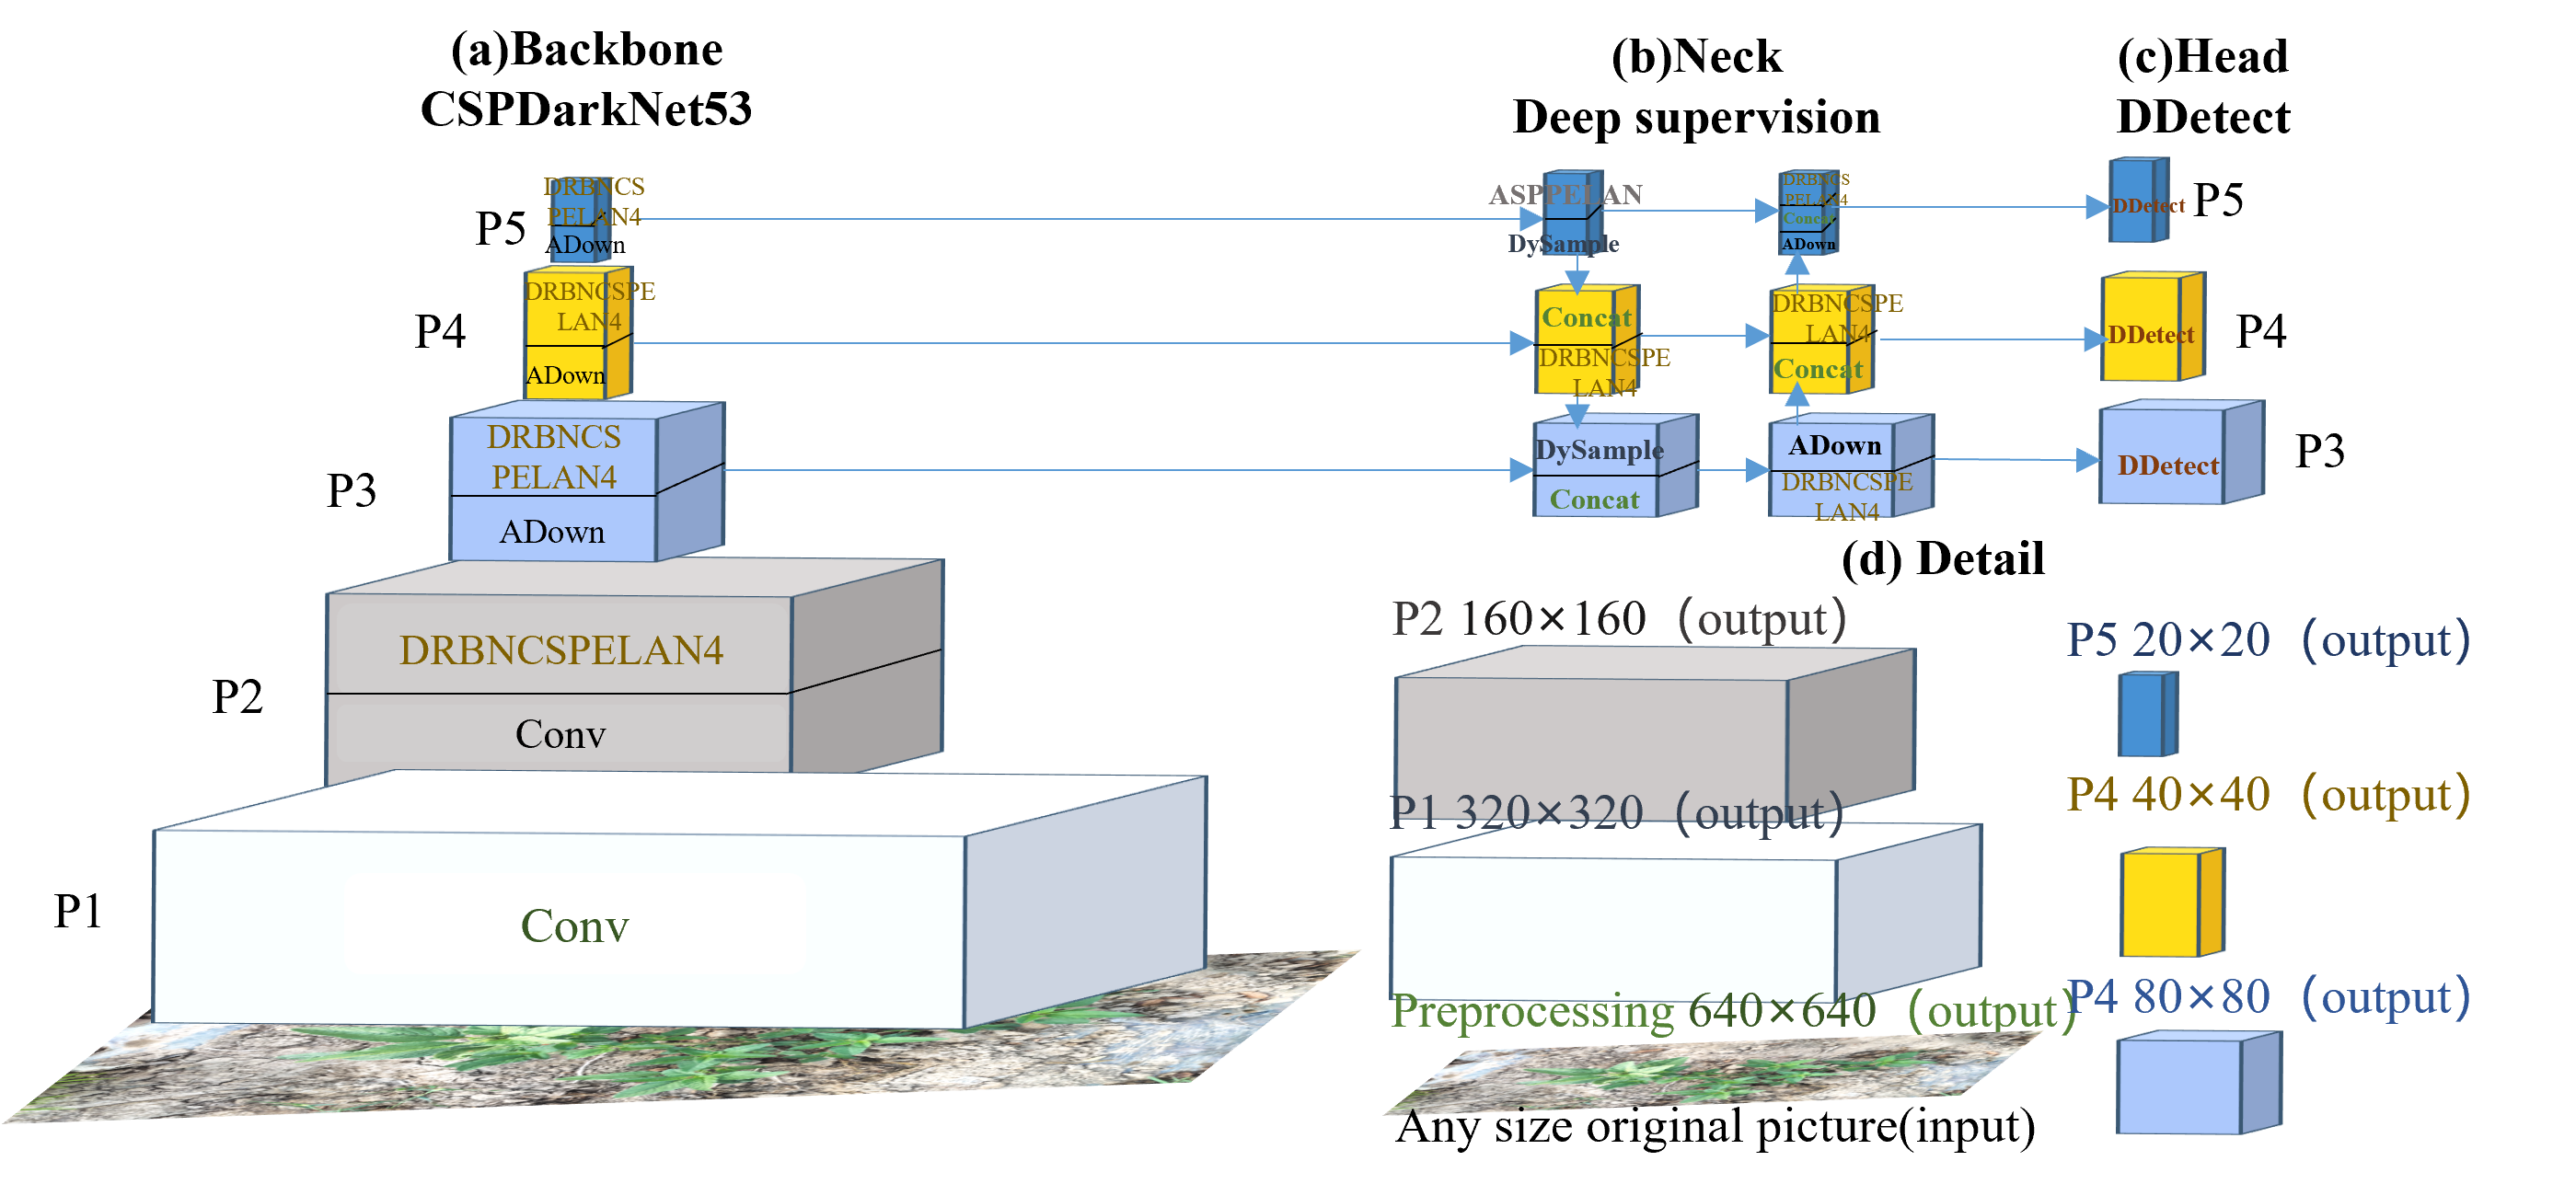 (a)Backbone
CSPDarkNet53
DRBNCS
PELAN4
P5
ADown
DRBNCSPE
LAN4
P4
ADown
DRBNCS
PELAN4
P3
ADown
DRBNCSPELAN4
P2
Conv
P1
Conv
(b)Neck
Deep supervision
ASPPELAN
DySample
DRBNCS
PELAN4
Concat
ADown
Concat
DRBNCSPE
LAN4
DRBNCSPE
LAN4
Concat
DySample
Concat
ADown
DRBNCSPE
LAN4
(c)Head
DDetect
DDetect P5
DDetect P4
DDetect P3
(d) Detail
P2 160×160（output）
P1 320×320（output）
Preprocessing 640×640（output）
Any size original picture(input)
P5 20×20（output）
P4 40×40（output）
P4 80×80（output）